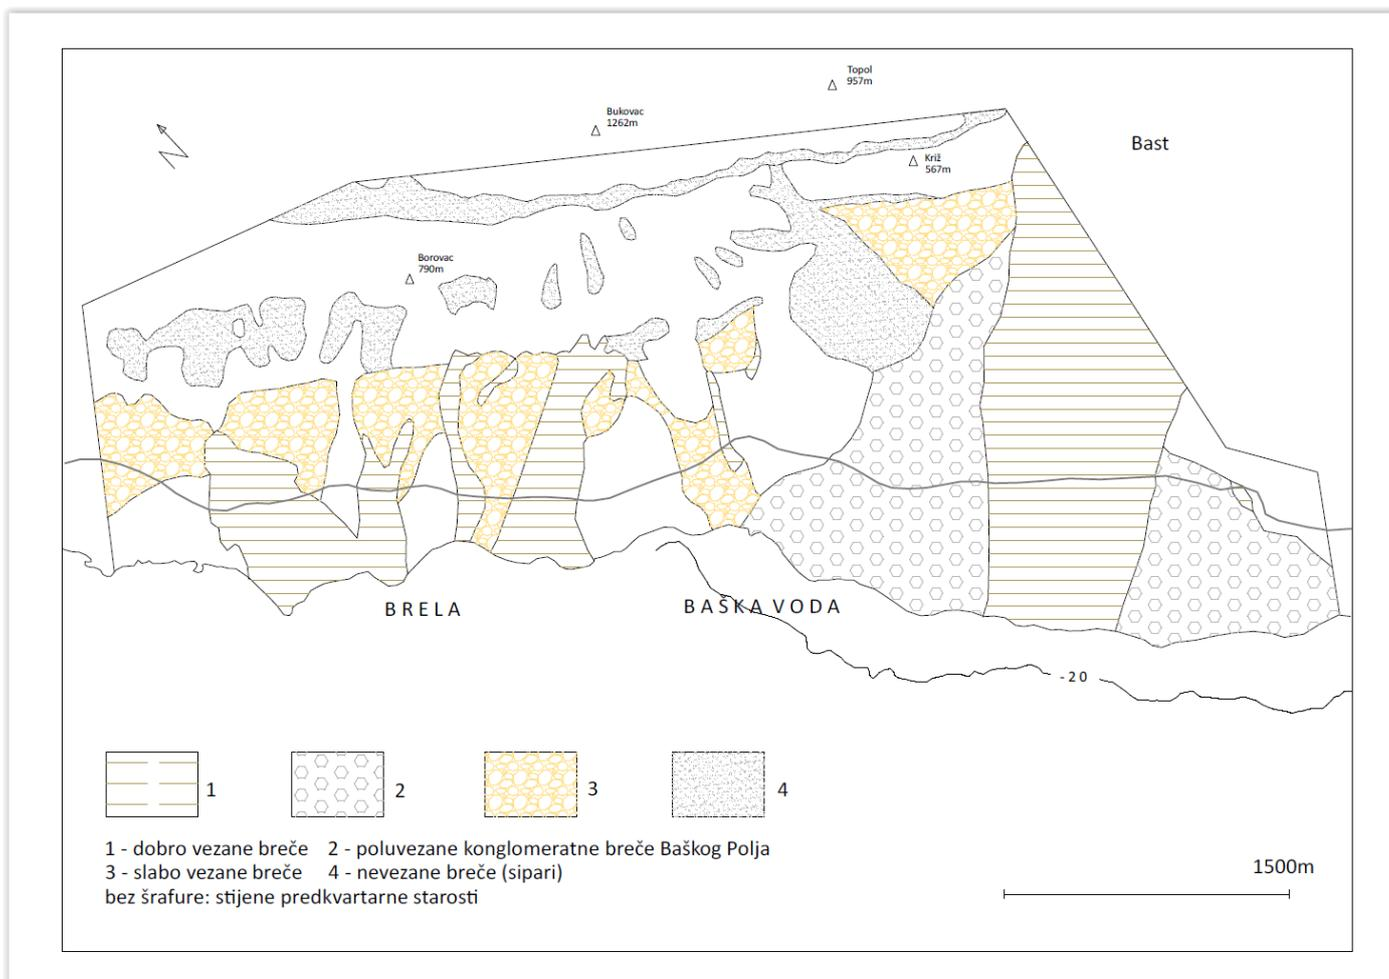 Topol
957m
Bukovac
1262m
Bast
Križ
567m
Borovac
790m
BRELA
BAŠKA VODA
-20
1
2
3
4
1 - dobro vezane breče 2 - poluvezane konglomeratne breče Baškog Polja
3 - slabo vezane breče 4 - nevezane breče (sipari)
bez šrafure: stijene predkvartarne starosti
1500m